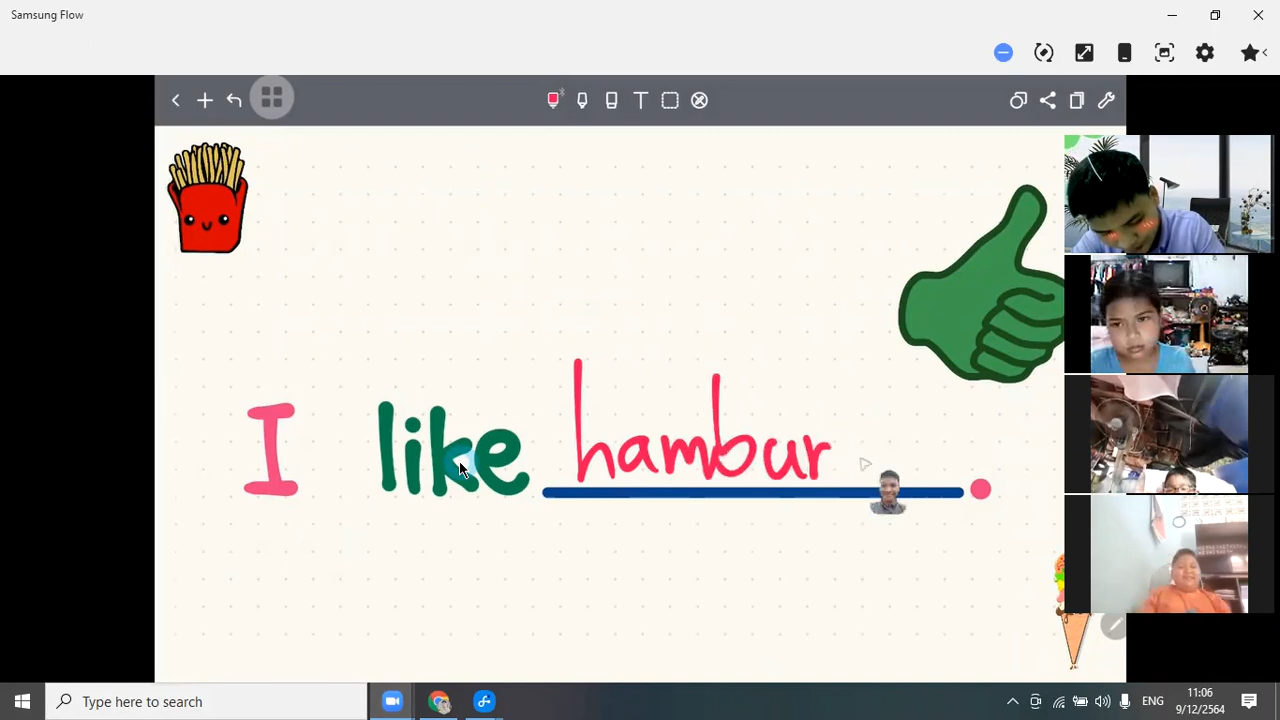 Samsung Flow
I like hambur.
Type here to search
ENG
11:06
9/12/2564